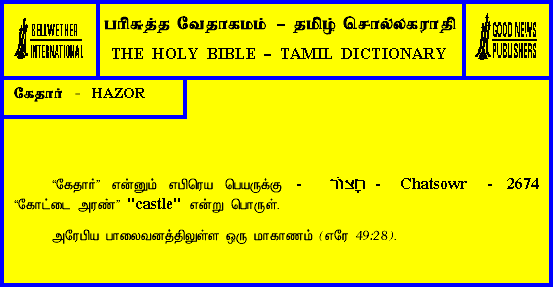 BELLWETHER
INTERNATIONAL
பரிசுத்த வேதாகமம் – தமிழ் சொல்லகராதி
THE HOLY BIBLE – TAMIL DICTIONARY
GOOD NEWS
PUBLISHERS
கேதார் - HAZOR
“கேதார்” என்னும் எபிரெய பெயருக்கு - חָצוֹר - Chatsowr - 2674
“கோட்டை அரண்” "castle" என்று பொருள்.
அரேபிய பாலைவனத்திலுள்ள ஒரு மாகாணம் (எரே 49:28).